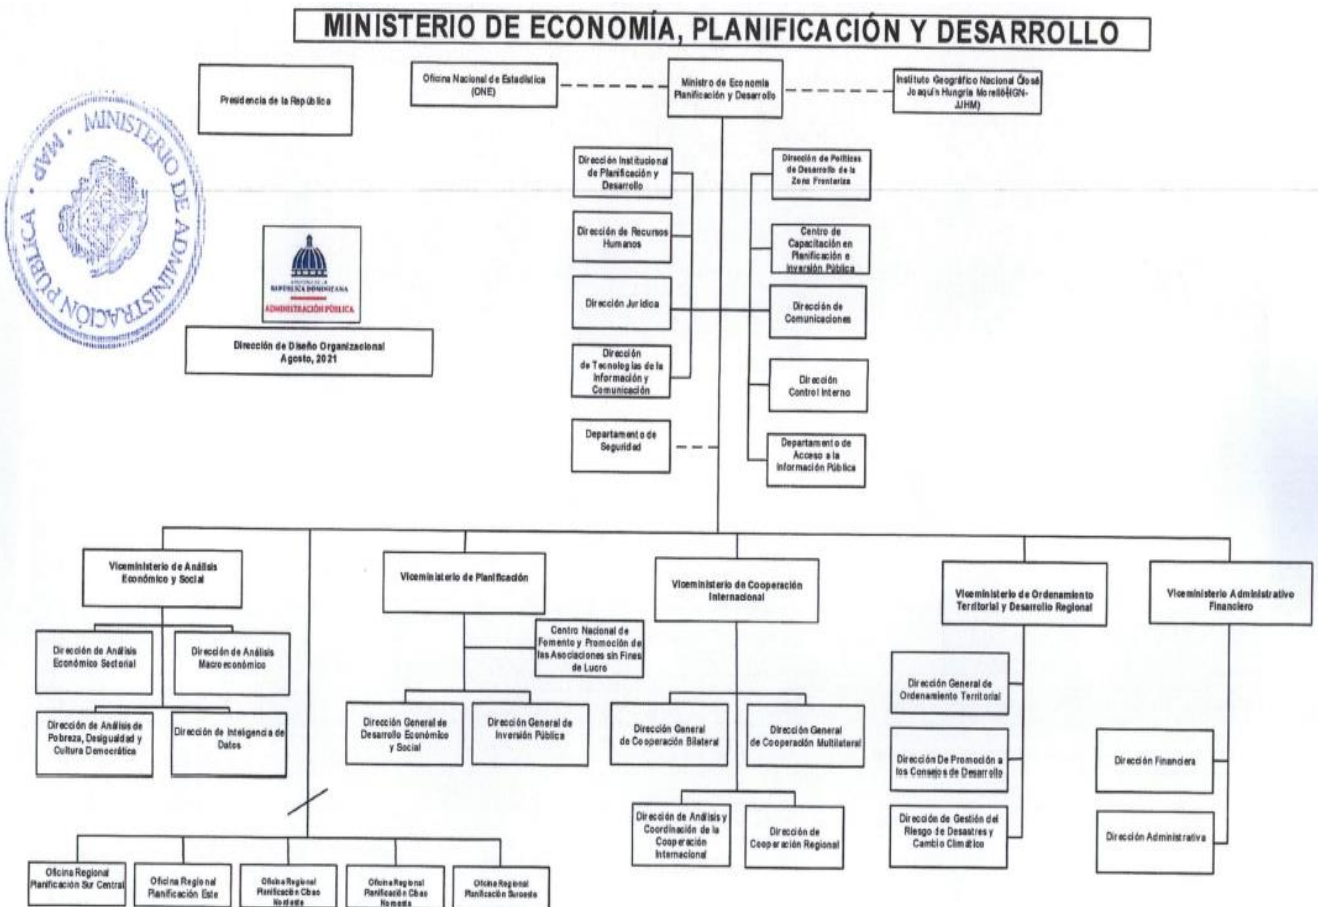 MINISTERIO DE ECONOMÍA, PLANIFICACIÓN Y DESARROLLO
Presidencia de la República
Oficina Nacional de Estadística
(ONE)
Ministro de Economía
Planificación y Desarrollo
Instituto Geográfico Nacional
Joaquín Hungría Morelló(IGN-
JJHM)
MINISTERIO DE ADMINISTRACIÓN PÚBLICA • MAP •
REPÚBLICA DOMINICANA
ADMINISTRACIÓN PÚBLICA
Dirección de Diseño Organizacional
Agosto, 2021
Dirección Institucional
de Planificación y
Desarrollo
Dirección de Políticas
de Desarrollo de la
Zona Fronteriza
Dirección de Recursos
Humanos
Centro de
Capacitación en
Planificación e
Inversión Pública
Dirección Jurídica
Dirección de
Comunicaciones
Dirección
de Tecnologías de la
Información y
Comunicación
Dirección
Control Interno
Departamento de
Seguridad
Departamento de
Acceso a la
Información Pública
Viceministerio de Análisis
Económico y Social
Viceministerio de Planificación
Viceministerio de Cooperación
Internacional
Viceministerio de Ordenamiento
Territorial y Desarrollo Regional
Viceministerio Administrativo
Financiero
Dirección de Análisis
Económico Sectorial
Dirección de Análisis
Macroeconómico
Dirección de Análisis de
Pobreza, Desigualdad y
Cultura Democrática
Dirección de Inteligencia de
Datos
Centro Nacional de
Fomento y Promoción de
las Asociaciones sin Fines
de Lucro
Dirección General de
Desarrollo Económico
y Social
Dirección General de
Inversión Pública
Dirección General
de Cooperación Bilateral
Dirección General
de Cooperación Multilateral
Dirección de Análisis y
Coordinación de la
Cooperación
Internacional
Dirección de
Cooperación Regional
Dirección General de
Ordenamiento Territorial
Dirección De Promoción a
los Consejos de Desarrollo
Dirección de Gestión del
Riesgo de Desastres y
Cambio Climático
Dirección Financiera
Dirección Administrativa
Oficina Regional
Planificación Sur Central
Oficina Regional
Planificación Este
Oficina Regional
Planificación Cibao
Nordeste
Oficina Regional
Planificación Cibao
Noroeste
Oficina Regional
Planificación Suroeste